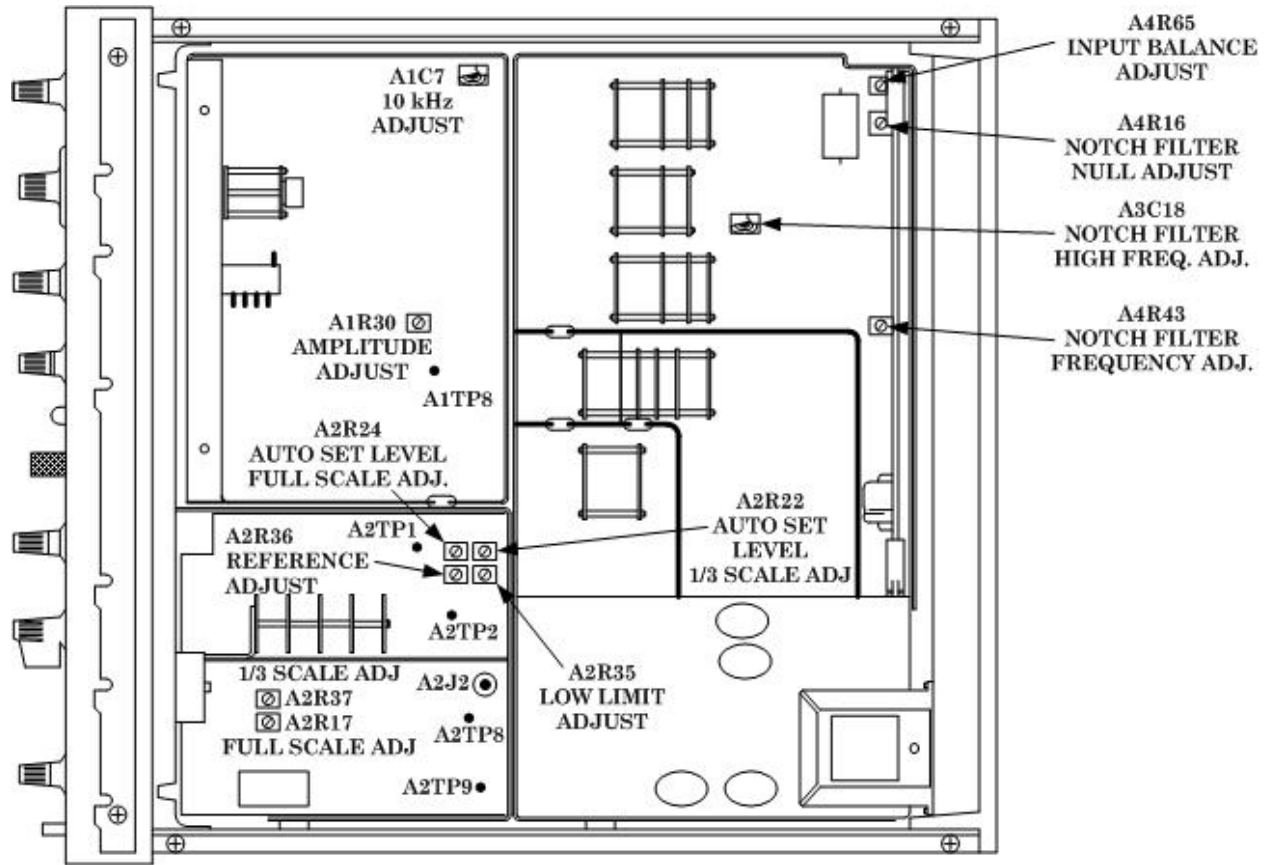 A4R65
INPUT BALANCE
ADJUST
A1C7
10 kHz
ADJUST
A4R16
NOTCH FILTER
NULL ADJUST
A3C18
NOTCH FILTER
HIGH FREQ. ADJ.
A1R30
AMPLITUDE
ADJUST
A1TP8
A4R43
NOTCH FILTER
FREQUENCY ADJ.
A2R24
AUTO SET LEVEL
FULL SCALE ADJ.
A2R22
AUTO SET
LEVEL
1/3 SCALE ADJ
A2TP1
A2R36
REFERENCE
ADJUST
A2TP2
A2R35
LOW LIMIT
ADJUST
1/3 SCALE ADJ
A2R37
A2R17
FULL SCALE ADJ
A2J2
A2TP8
A2TP9